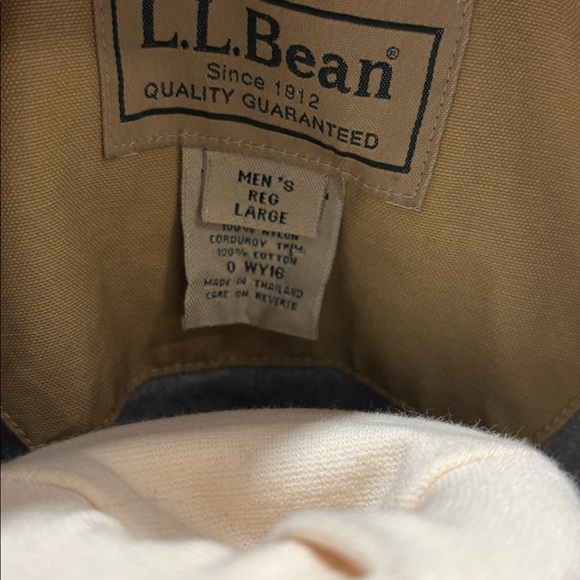 L.L.Bean®
Since 1912
QUALITY GUARANTEED
MEN'S
REG
LARGE
100% NYLON
CORDUROY TRIM:
100% COTTON
0 WY16
MADE IN THAILAND
CARE ON REVERSE